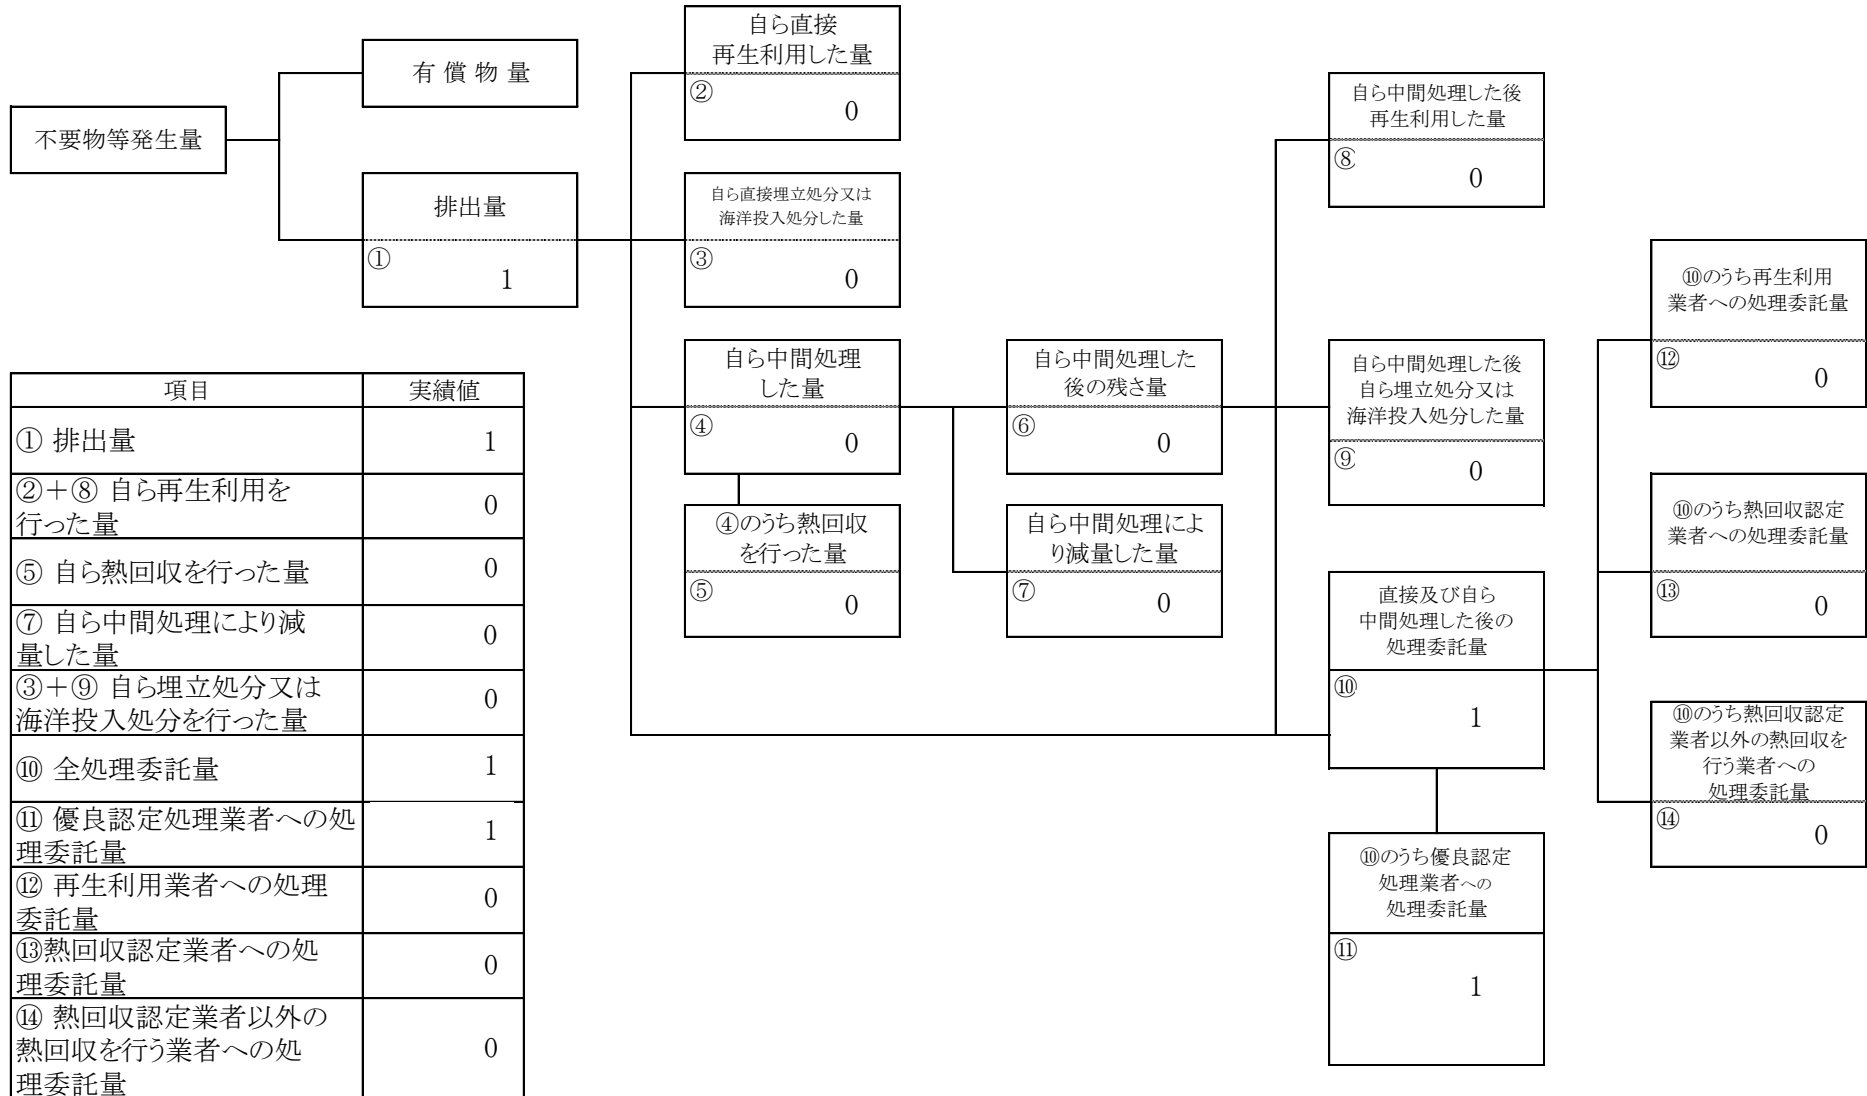 不要物等発生量
有 償 物 量
排出量
①
1
自ら直接
再生利用した量
②
0
自ら直接埋立処分又は
海洋投入処分した量
③
0
自ら中間処理
した量
④
0
④のうち熱回収
を行った量
⑤
0
自ら中間処理した
後の残さ量
⑥
0
自ら中間処理によ
り減量した量
⑦
0
自ら中間処理した後
再生利用した量
⑧
0
自ら中間処理した後
自ら埋立処分又は
海洋投入処分した量
⑨
0
直接及び自ら
中間処理した後の
処理委託量
⑩
1
⑩のうち優良認定
処理業者への
処理委託量
⑪
1
⑩のうち再生利用
業者への処理委託量
⑫
0
⑩のうち熱回収認定
業者への処理委託量
⑬
0
⑩のうち熱回収認定
業者以外の熱回収を
行う業者への
処理委託量
⑭
0
項目 実績値
① 排出量 1
②＋⑧ 自ら再生利用を
行った量 0
⑤ 自ら熱回収を行った量 0
⑦ 自ら中間処理により減
量した量 0
③＋⑨ 自ら埋立処分又は
海洋投入処分を行った量 0
⑩ 全処理委託量 1
⑪ 優良認定処理業者への処
理委託量 1
⑫ 再生利用業者への処理
委託量 0
⑬熱回収認定業者への処
理委託量 0
⑭ 熱回収認定業者以外の
熱回収を行う業者への処
理委託量 0